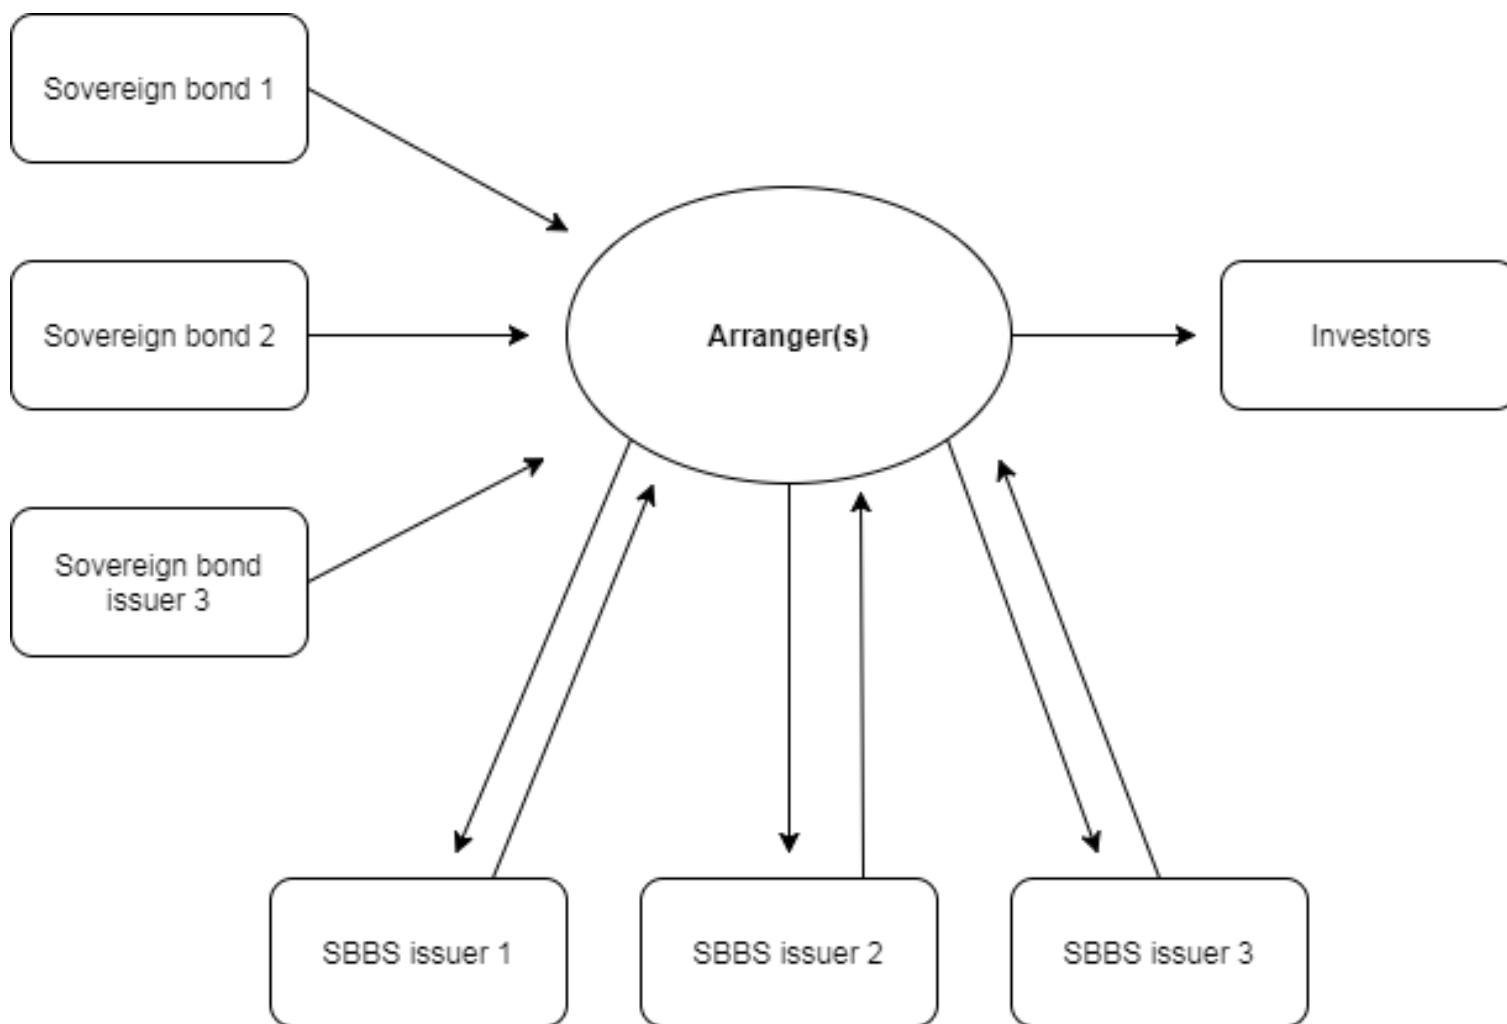 Sovereign bond 1
Sovereign bond 2
Arranger(s)
Investors
Sovereign bond
issuer 3
SBBS issuer 1
SBBS issuer 2
SBBS issuer 3